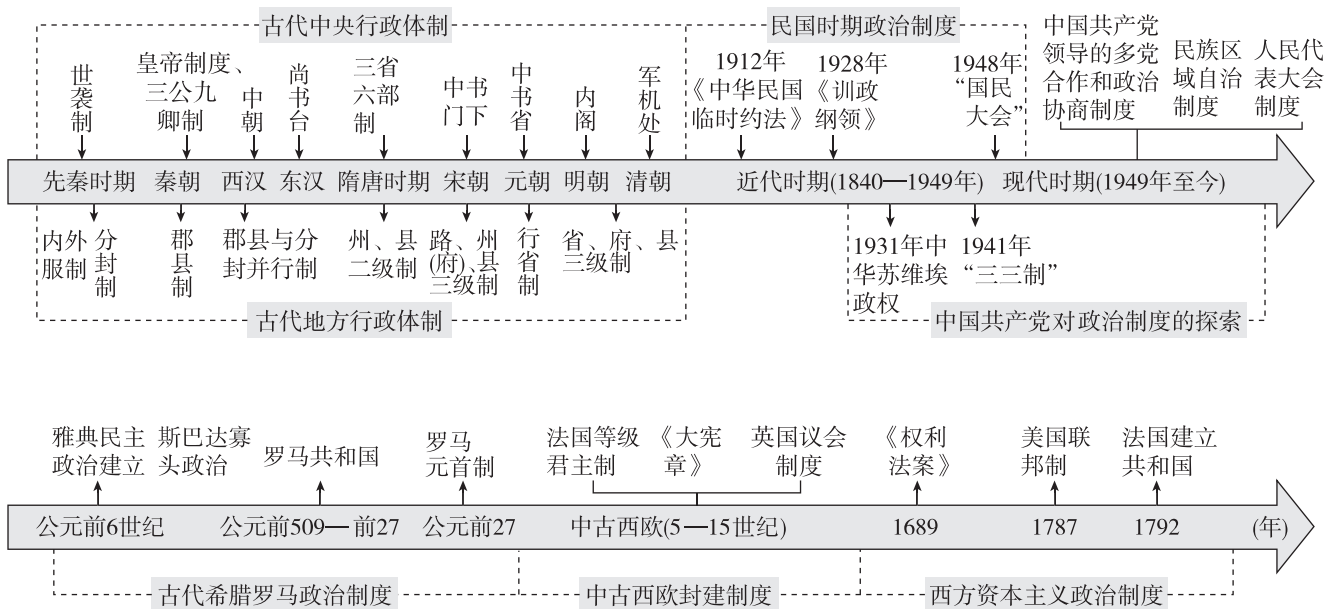 古代中央行政体制
民国时期政治制度
世袭制
皇帝制度、
三公九
卿制
中朝
尚书台
三省
六部
制
中书
门下
中书省
内阁
军机处
1912年
《中华民国
临时约法》
1928年
《训政
纲领》
1948年
“国民
大会”
中国共产党
领导的多党
合作和政治
协商制度
民族区
域自治
制度
人民代
表大会
制度
先秦时期 秦朝 西汉 东汉 隋唐时期 宋朝 元朝 明朝 清朝 近代时期(1840—1949年) 现代时期(1949年至今)
内外
服制
分封制
郡县制
郡县与分
封并行制
州、县
二级制
路、州
(府)、县
三级制
行省制
省、府、县
三级制
1931年中
华苏维埃
政权
1941年
“三三制”
古代地方行政体制
中国共产党对政治制度的探索
雅典民主
政治建立
斯巴达寡
头政治
罗马共和国
罗马
元首制
法国等级
君主制
《大宪
章》
英国议会
制度
《权利
法案》
美国联
邦制
法国建立
共和国
公元前6世纪 公元前509—前27 公元前27 中古西欧(5—15世纪) 1689 1787 1792 (年)
古代希腊罗马政治制度
中古西欧封建制度
西方资本主义政治制度